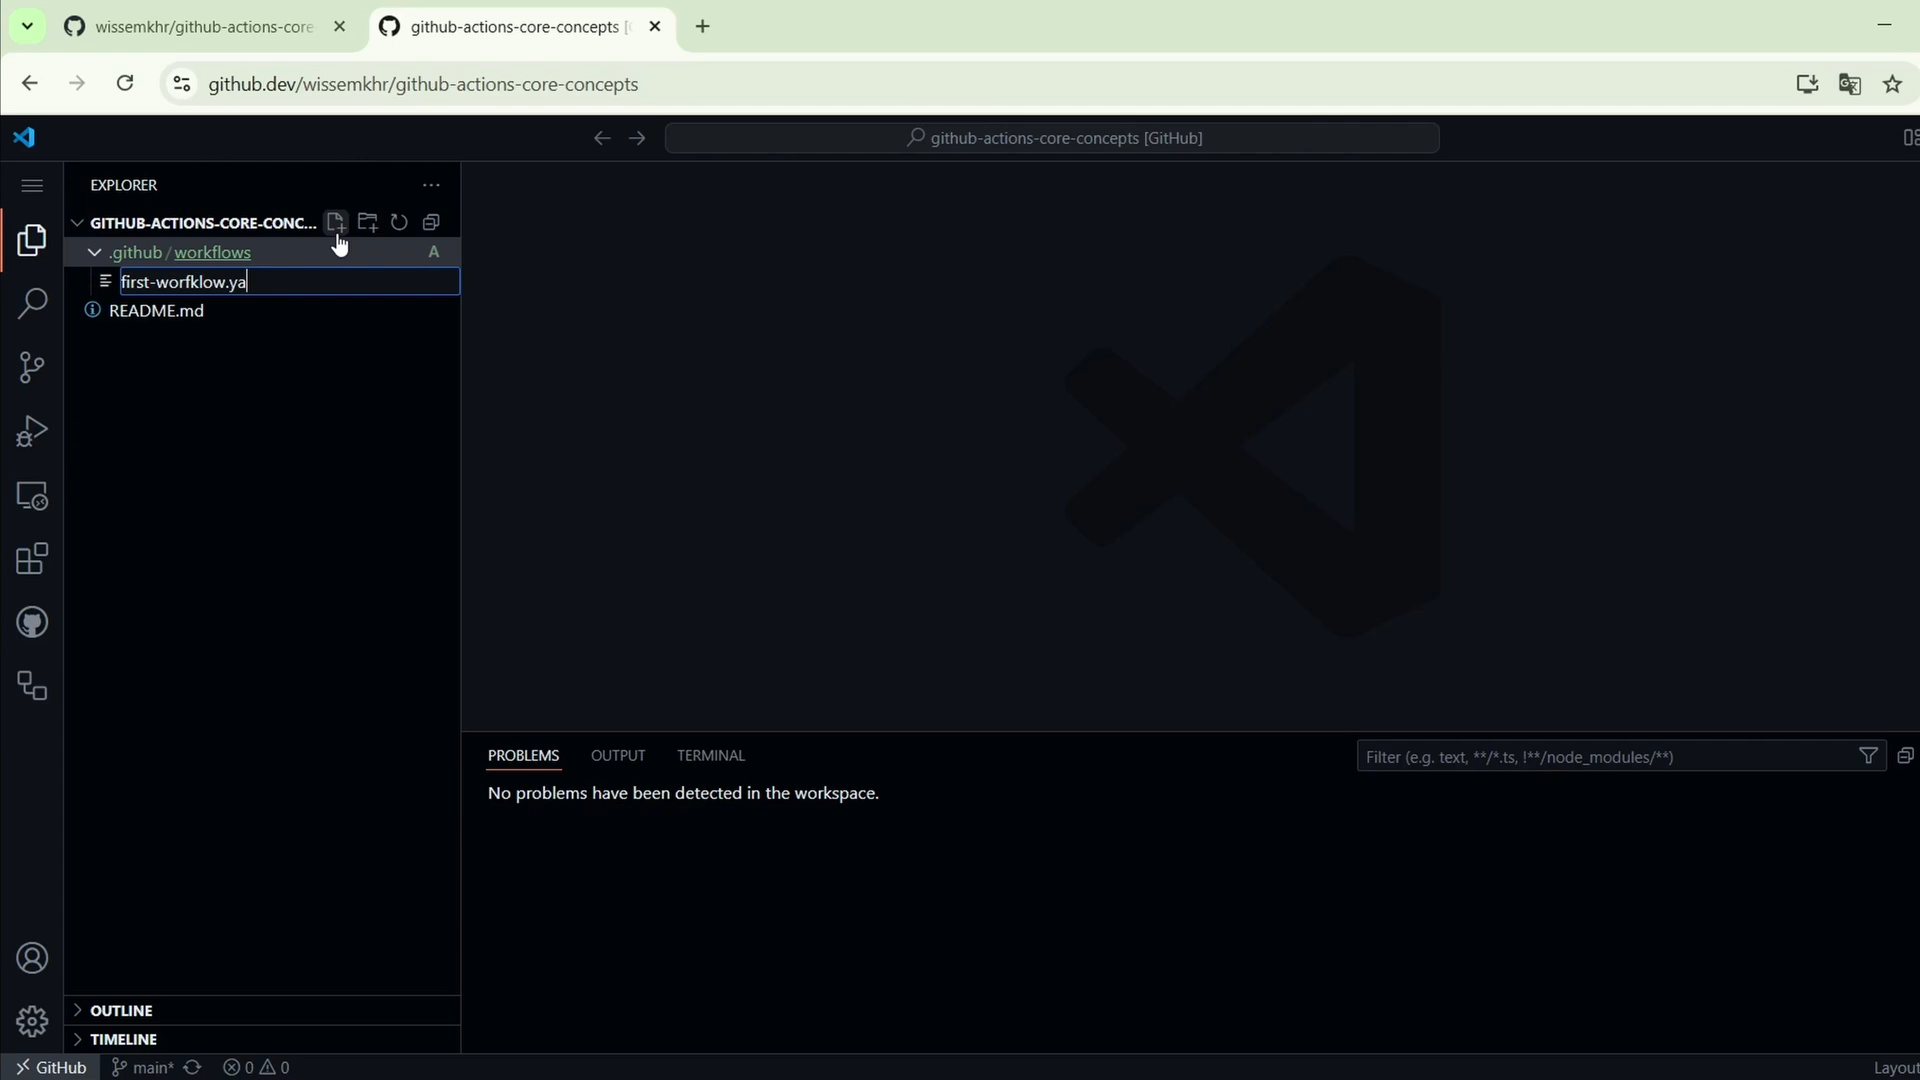 wissemkhr/github-actions-core-
github-actions-core-concepts [
github.dev/wissemkhr/github-actions-core-concepts
github-actions-core-concepts [GitHub]
EXPLORER
GITHUB-ACTIONS-CORE-CONC...
.github / workflows
A
first-worfklow.ya
README.md
PROBLEMS
OUTPUT
TERMINAL
Filter (e.g. text, **/*.ts, !**/node_modules/**)
No problems have been detected in the workspace.
OUTLINE
TIMELINE
GitHub
main*
0
0
Layout